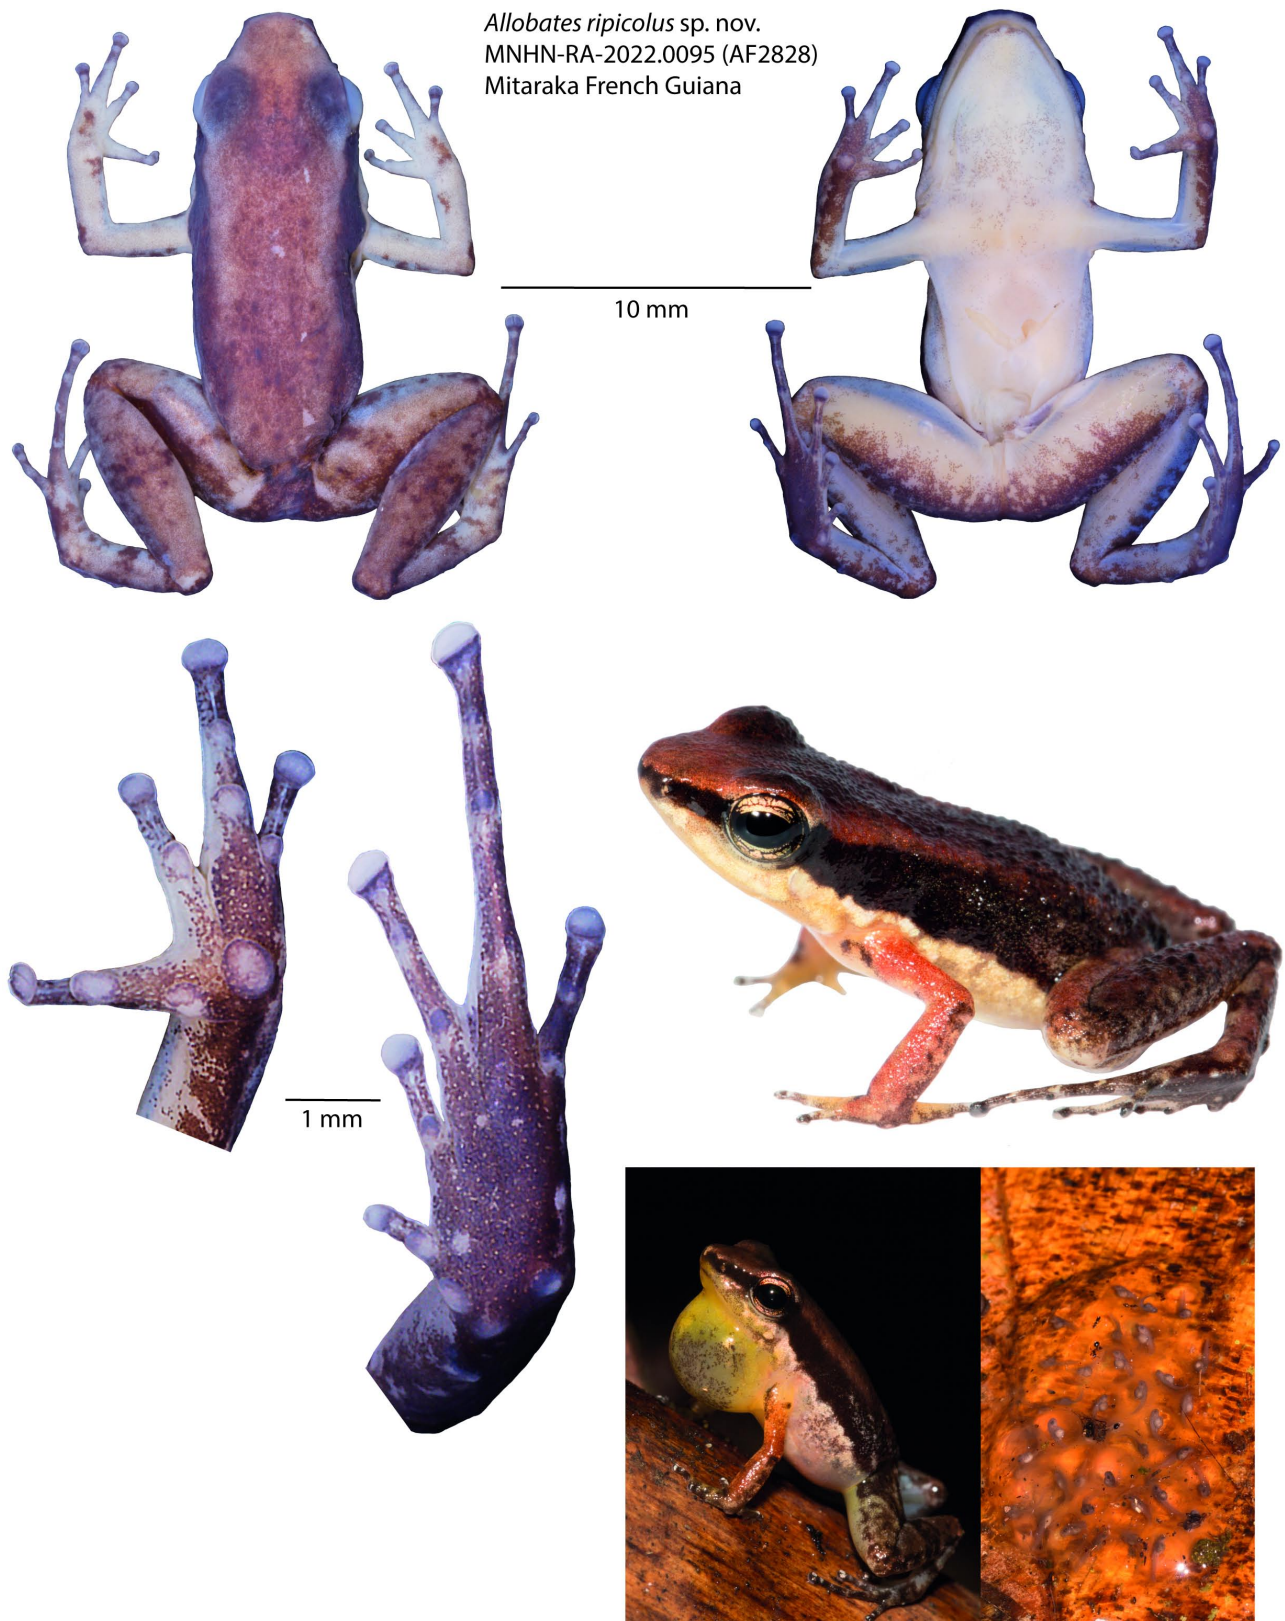 Allobates ripicolus sp. nov.
MNHN-RA-2022.0095 (AF2828)
Mitaraka French Guiana
10 mm
1 mm